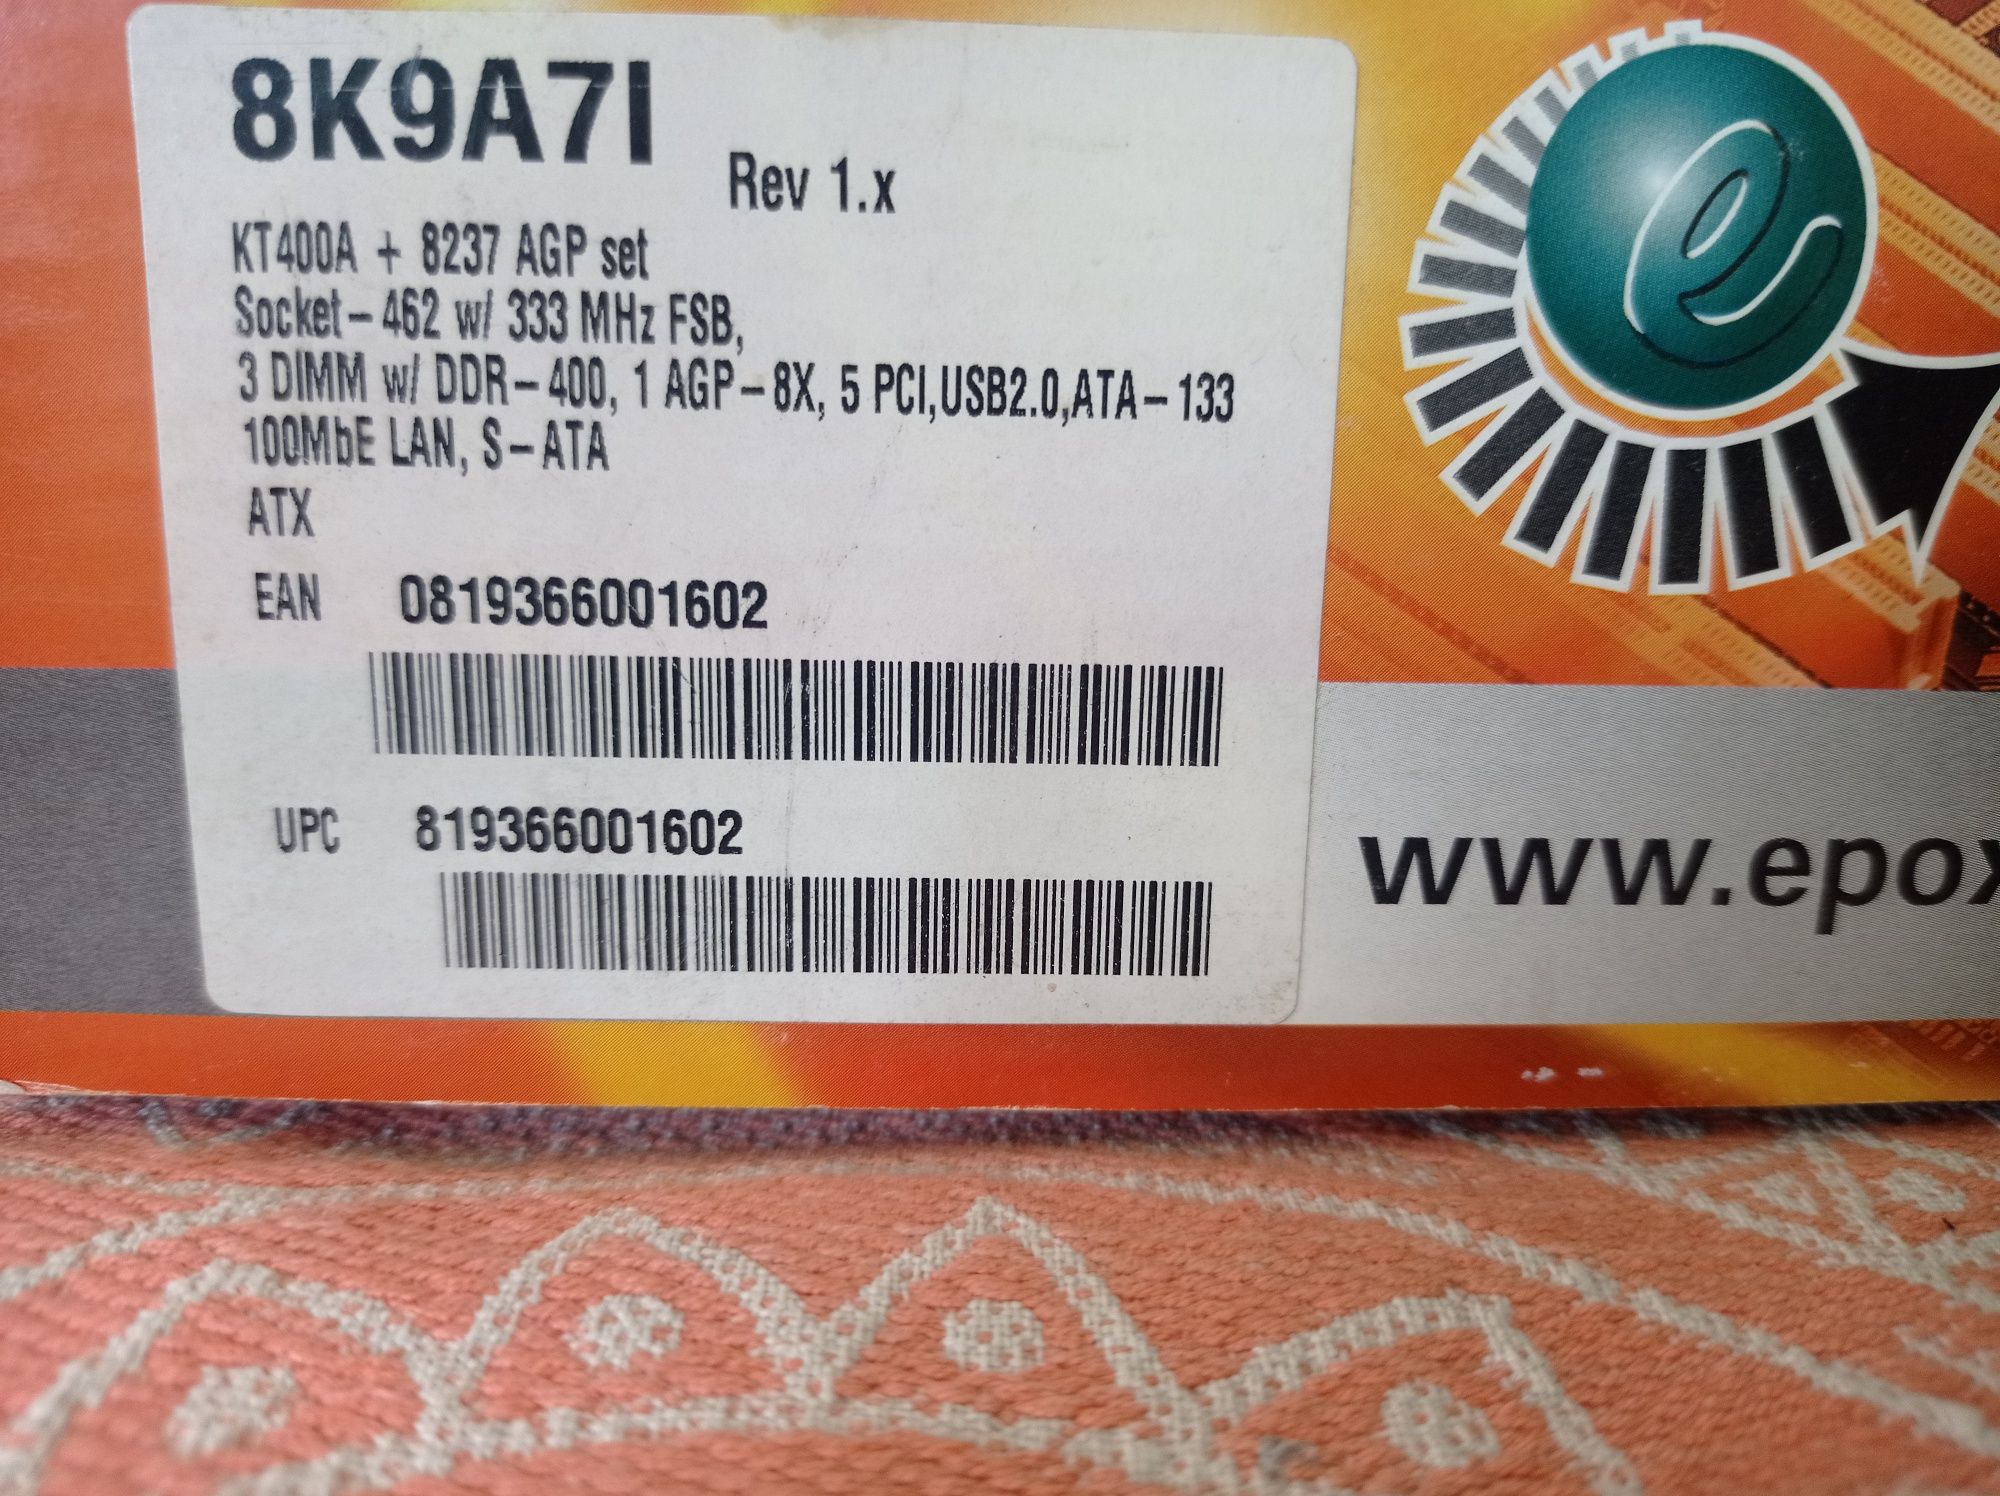 8K9A7I
Rev 1.x
KT400A + 8237 AGP set
Socket-462 w/ 333 MHz FSB,
3 DIMM w/ DDR-400, 1 AGP-8X, 5 PCI,USB2.0,ATA-133
100MbE LAN, S-ATA
ATX
EAN 0819366001602
UPC 819366001602
e
www.epox